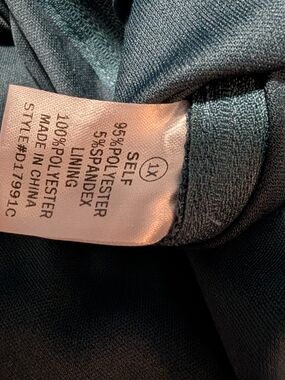 1X
SELF
95%POLYESTER
5%SPANDEX
LINING
100%POLYESTER
MADE IN CHINA
STYLE#D17991C